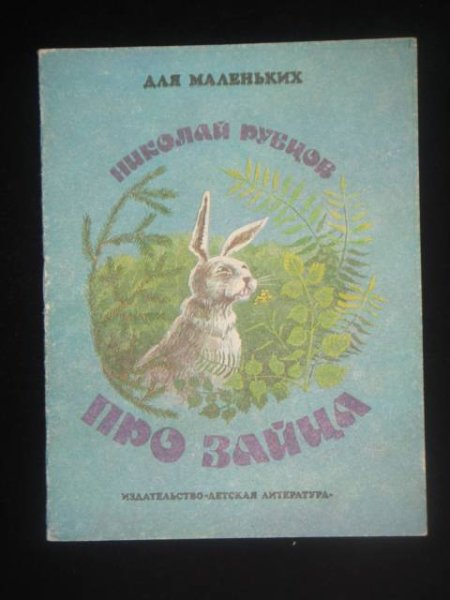 ДЛЯ МАЛЕНЬКИХ
НИКОЛАЙ РУБЦОВ
ПРО ЗАЙЦА
ИЗДАТЕЛЬСТВО «ДЕТСКАЯ ЛИТЕРАТУРА»